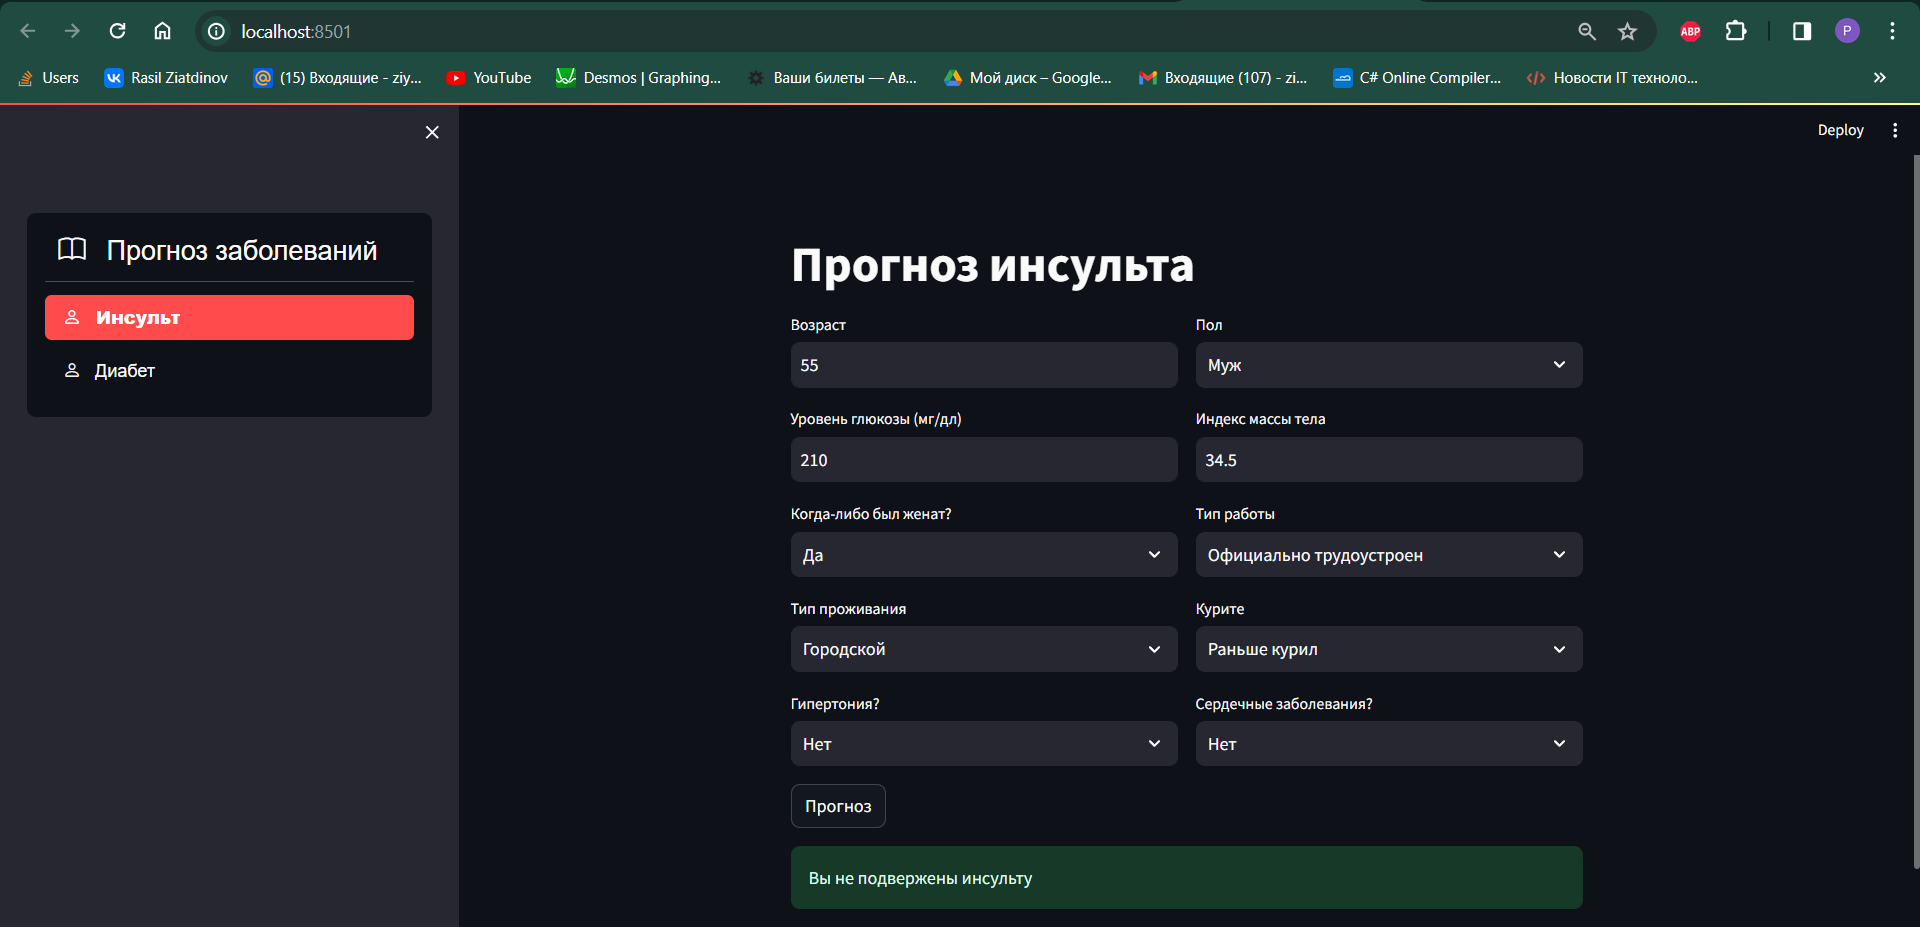 localhost:8501
ABP
P
Users
Rasil Ziatdinov
(15) Входящие - ziy...
YouTube
Desmos | Graphing...
Ваши билеты — Ав...
Мой диск – Google...
Входящие (107) - zi...
C# Online Compiler...
Новости IT техноло...
Deploy
Прогноз заболеваний
Инсульт
Диабет
Прогноз инсульта
Возраст
Пол
55
Муж
Уровень глюкозы (мг/дл)
Индекс массы тела
210
34.5
Когда-либо был женат?
Тип работы
Да
Официально трудоустроен
Тип проживания
Курите
Городской
Раньше курил
Гипертония?
Сердечные заболевания?
Нет
Нет
Прогноз
Вы не подвержены инсульту